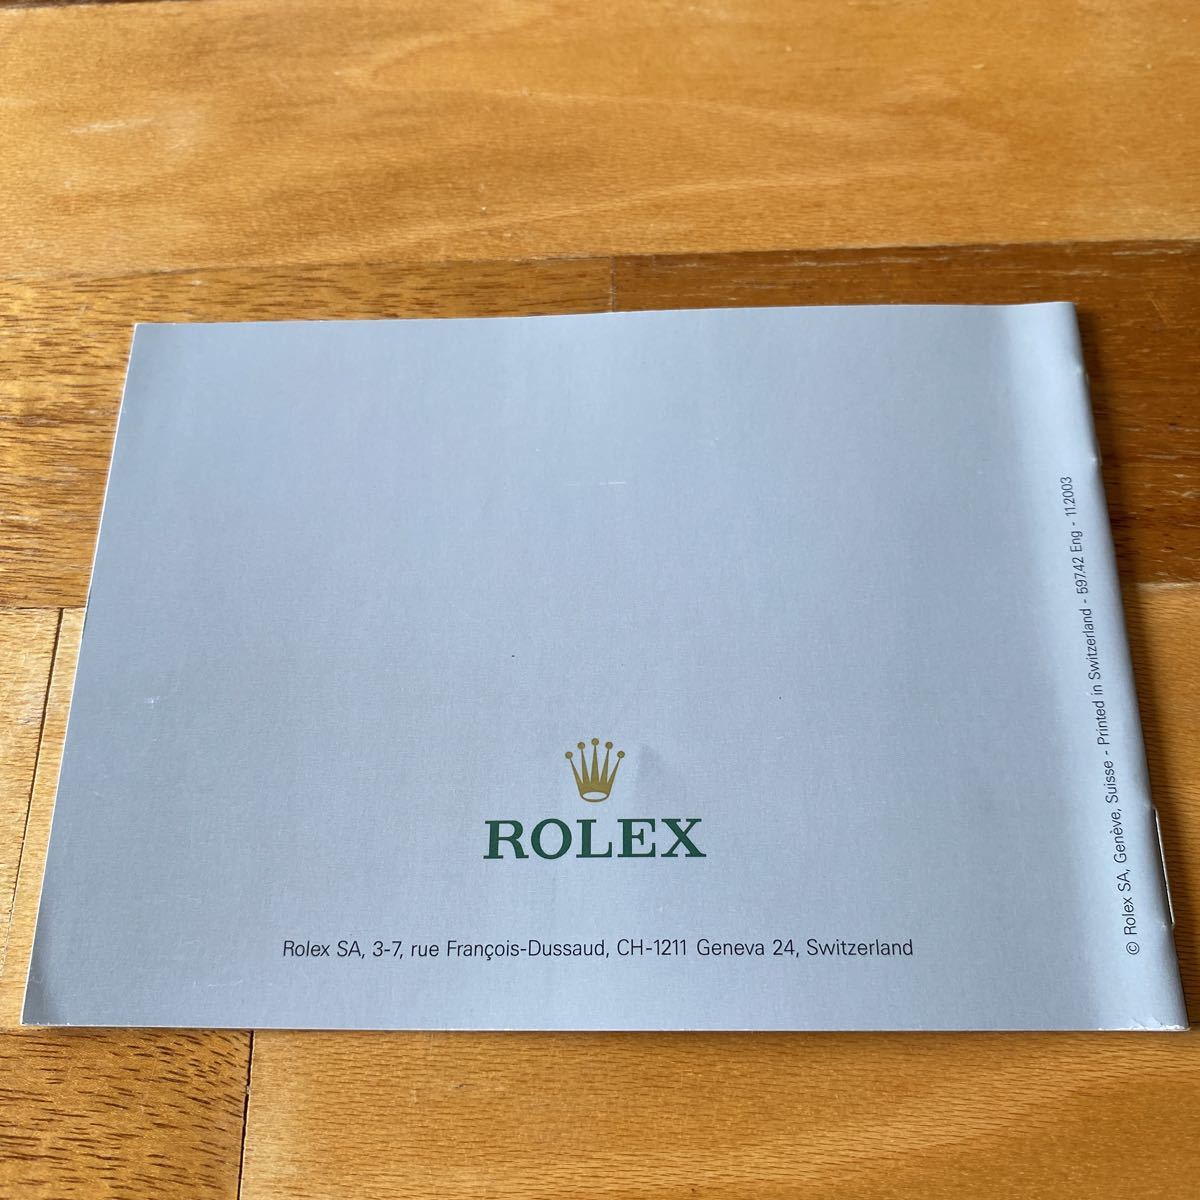 ROLEX
Rolex SA, 3-7, rue François-Dussaud, CH-1211 Geneva 24, Switzerland
© Rolex SA, Genève, Suisse - Printed in Switzerland - 597.42 Eng - 11.2003